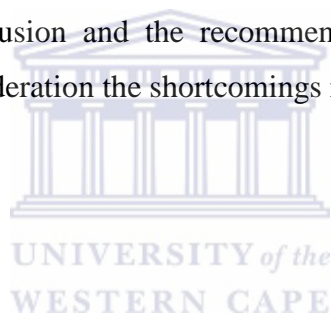 usion and the recommen
deration the shortcomings
UNIVERSITY of the
WESTERN CAPE